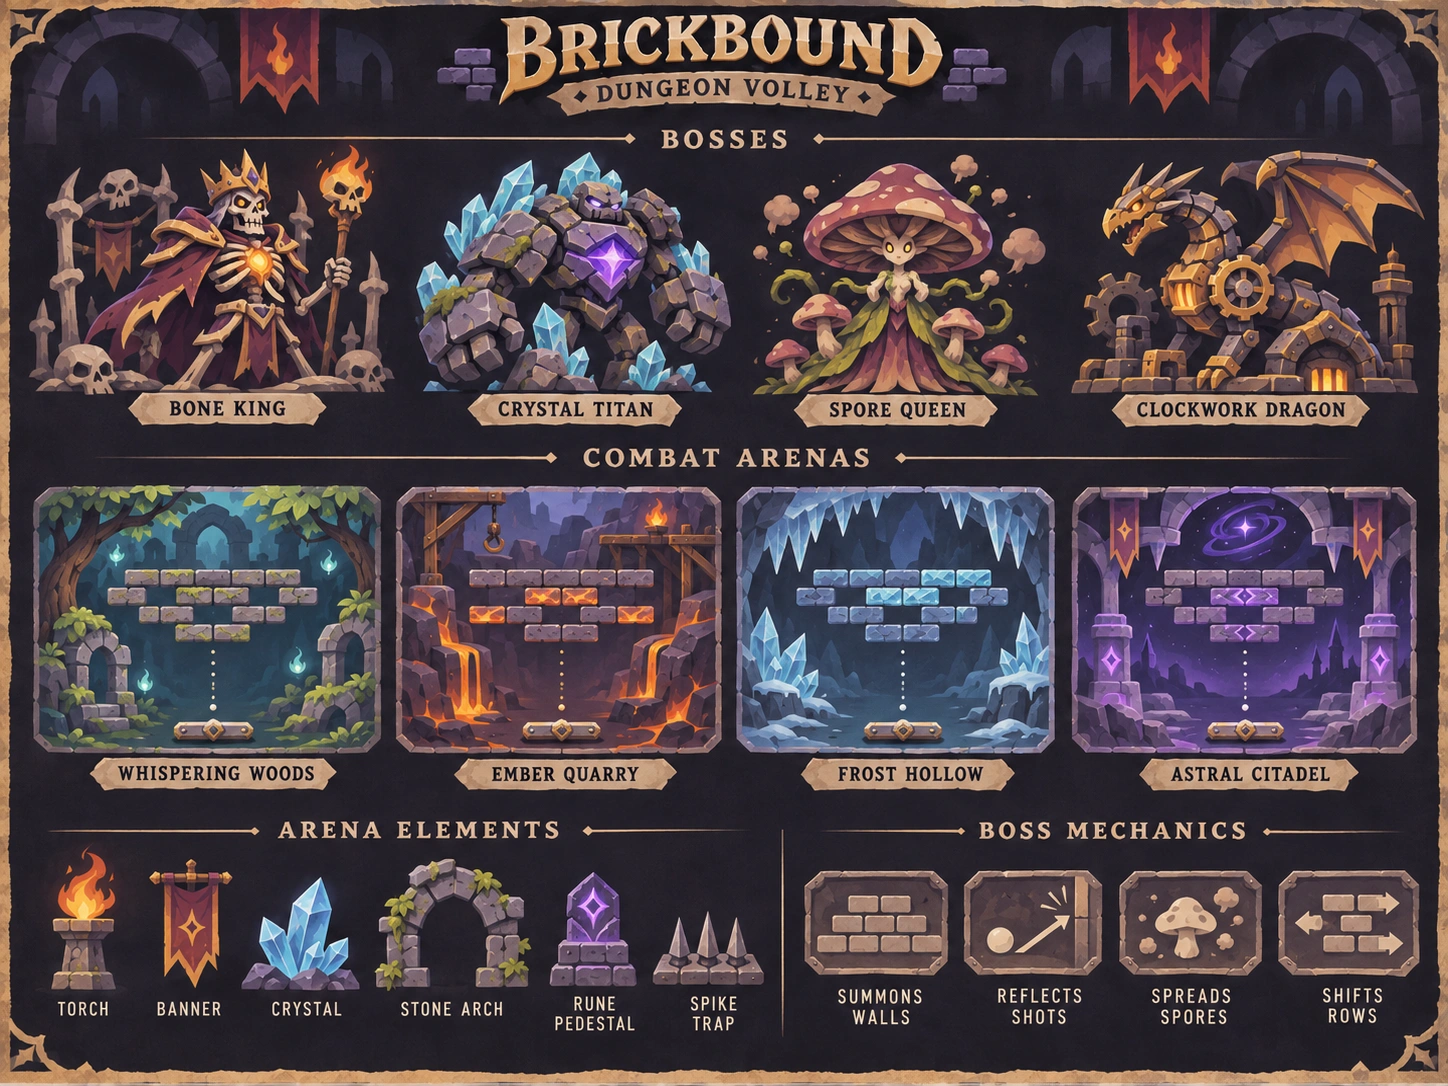 BRICKBOUND
DUNGEON VOLLEY
BOSSES
BONE KING
CRYSTAL TITAN
SPORE QUEEN
CLOCKWORK DRAGON
COMBAT ARENAS
WHISPERING WOODS
EMBER QUARRY
FROST HOLLOW
ASTRAL CITADEL
ARENA ELEMENTS
TORCH
BANNER
CRYSTAL
STONE ARCH
RUNE
PEDESTAL
SPIKE
TRAP
BOSS MECHANICS
SUMMONS
WALLS
REFLECTS
SHOTS
SPREADS
SPORES
SHIFTS
ROWS